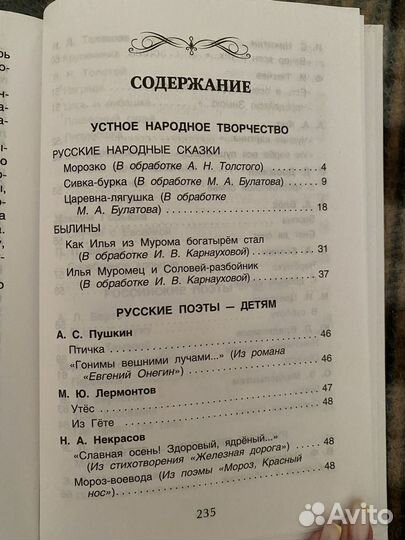 СОДЕРЖАНИЕ
УСТНОЕ НАРОДНОЕ ТВОРЧЕСТВО
РУССКИЕ НАРОДНЫЕ СКАЗКИ
Морозко (В обработке А. Н. Толстого) 4
Сивка-бурка (В обработке М. А. Булатова) 9
Царевна-лягушка (В обработке
М. А. Булатова) 18
БЫЛИНЫ
Как Илья из Мурома богатырём стал
(В обработке И. В. Карнауховой) 31
Илья Муромец и Соловей-разбойник
(В обработке И. В. Карнауховой) 37
РУССКИЕ ПОЭТЫ — ДЕТЯМ
А. С. Пушкин
Птичка 46
«Гонимы вешними лучами...» (Из романа
«Евгений Онегин») 46
М. Ю. Лермонтов
Утёс 47
Из Гёте 48
Н. А. Некрасов
«Славная осень! Здоровый, ядрёный...»
(Из стихотворения «Железная дорога») 48
Мороз-воевода (Из поэмы «Мороз, Красный
нос») 48
235
Avito